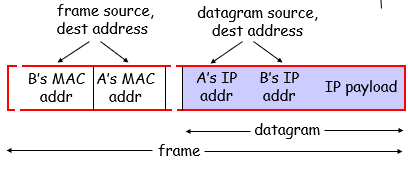 frame source,
dest address
datagram source,
dest address
B's MAC
addr
A's MAC
addr
A's IP
addr
B's IP
addr
IP payload
datagram
frame